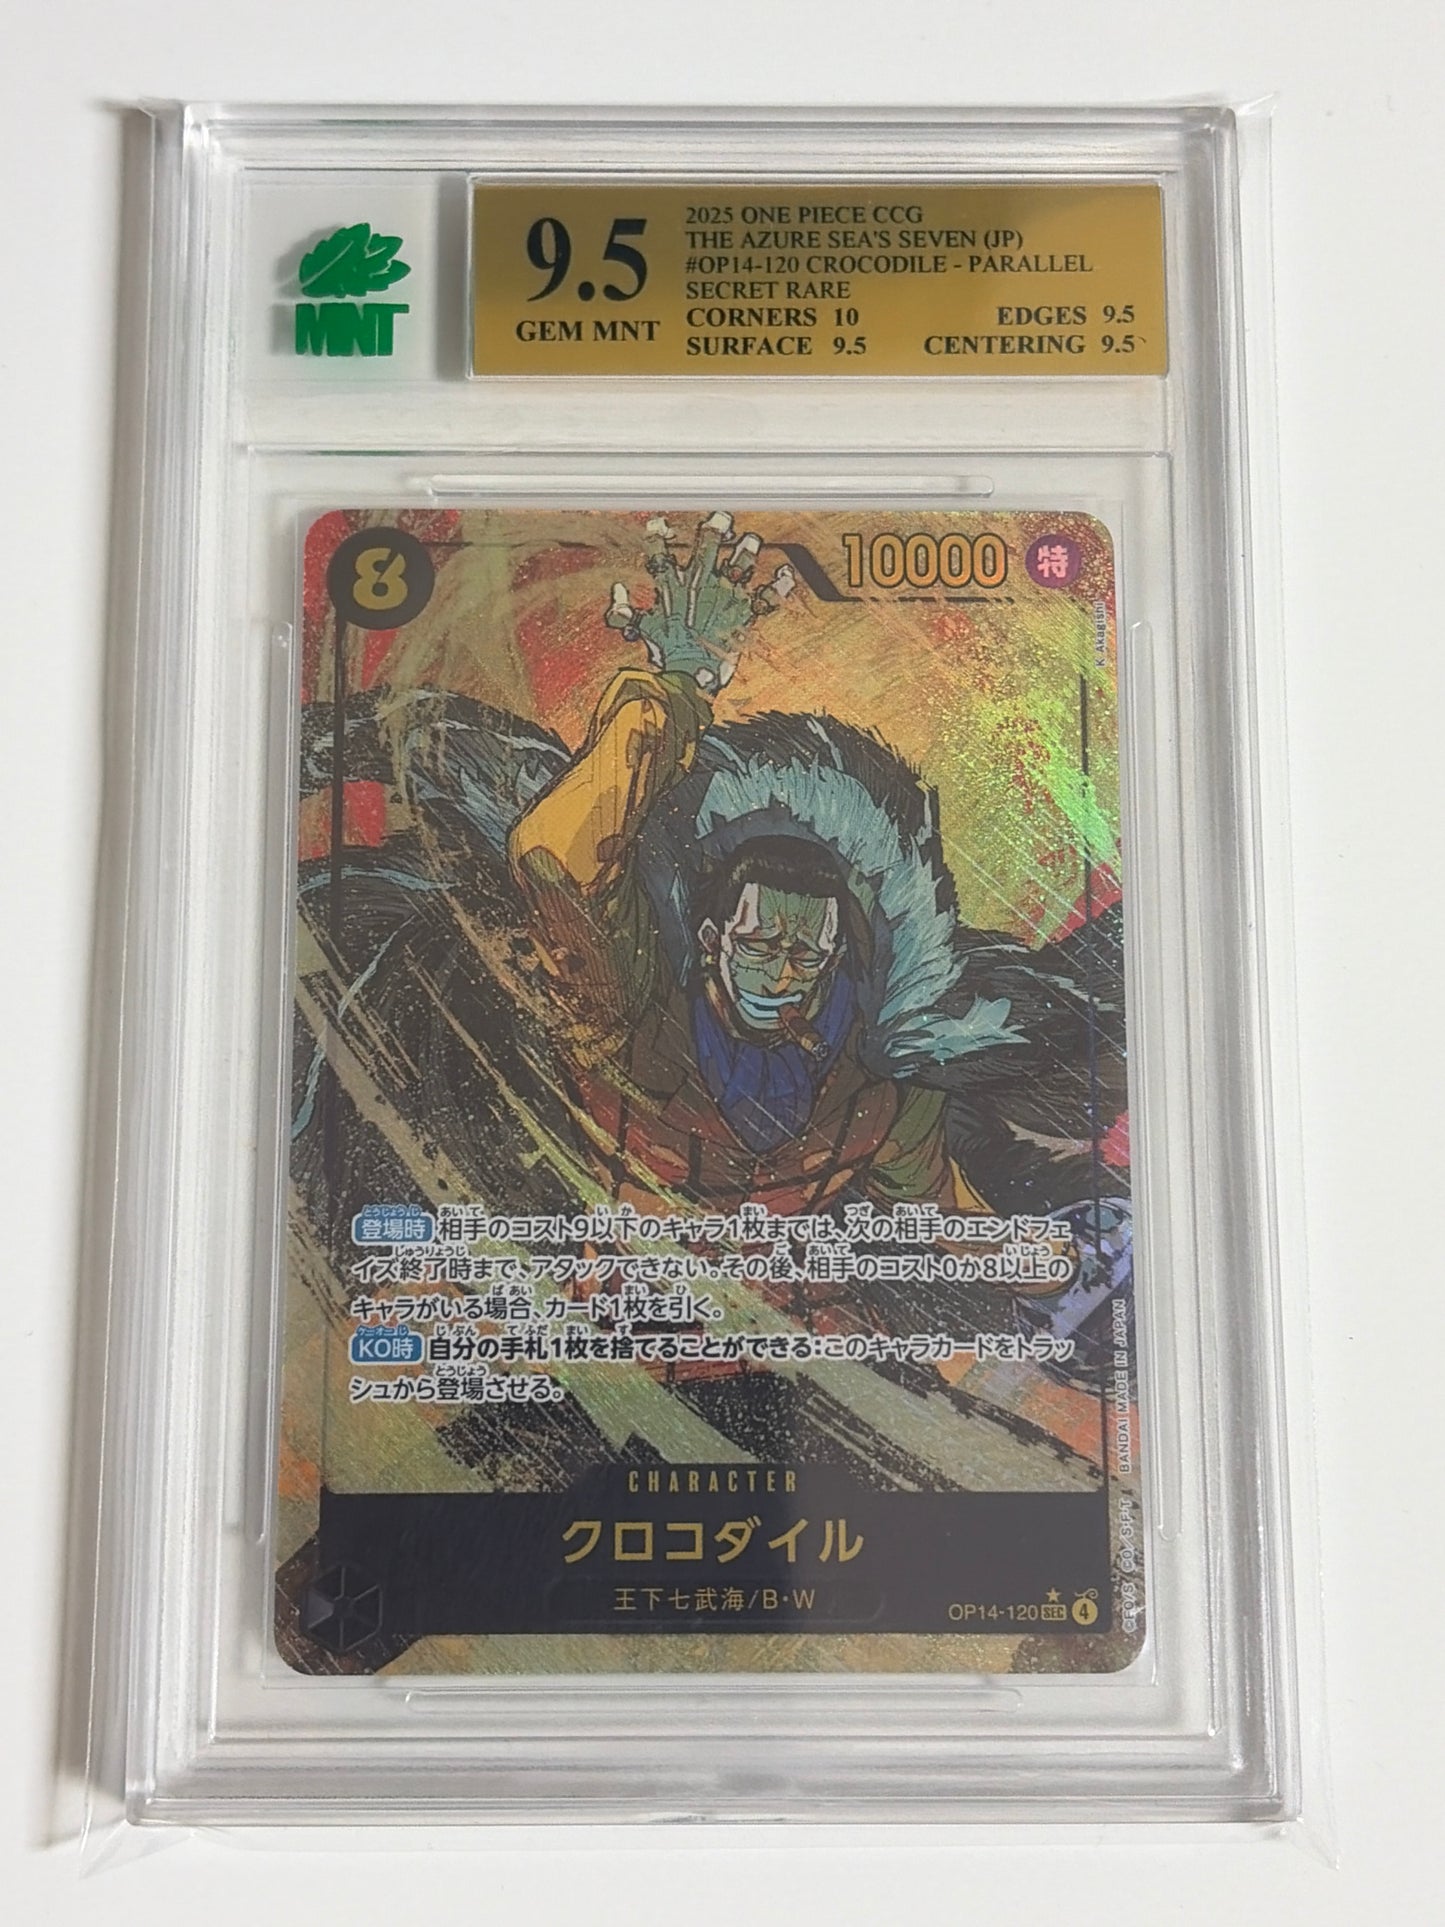 MNT
9.5
GEM MNT
2025 ONE PIECE CCG
THE AZURE SEA'S SEVEN (JP)
#OP14-120 CROCODILE - PARALLEL
SECRET RARE
CORNERS 10 EDGES 9.5
SURFACE 9.5 CENTERING 9.5
8
10000 特
K Akagishi
登場時 相手のコスト9以下のキャラ1枚までは、次の相手のエンドフェ
イズ終了時まで、アタックできない。その後、相手のコスト0か8以上の
キャラがいる場合、カード1枚を引く。
KO時 自分の手札1枚を捨てることができる:このキャラカードをトラッ
シュから登場させる。
CHARACTER
クロコダイル
王下七武海/B・W
OP14-120 SEC ★ 4
©E.O/S., CO/S.F.T BANDAI MADE IN JAPAN